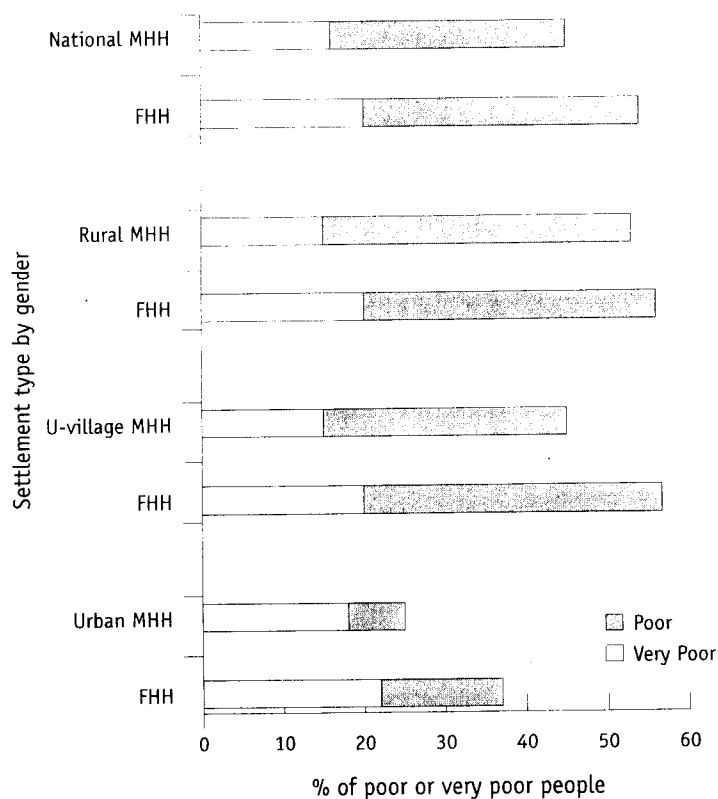 National MHH
FHH
Rural MHH
FHH
U-village MHH
FHH
Urban MHH
FHH
Settlement type by gender
Poor
Very Poor
0 10 20 30 40 50 60
% of poor or very poor people